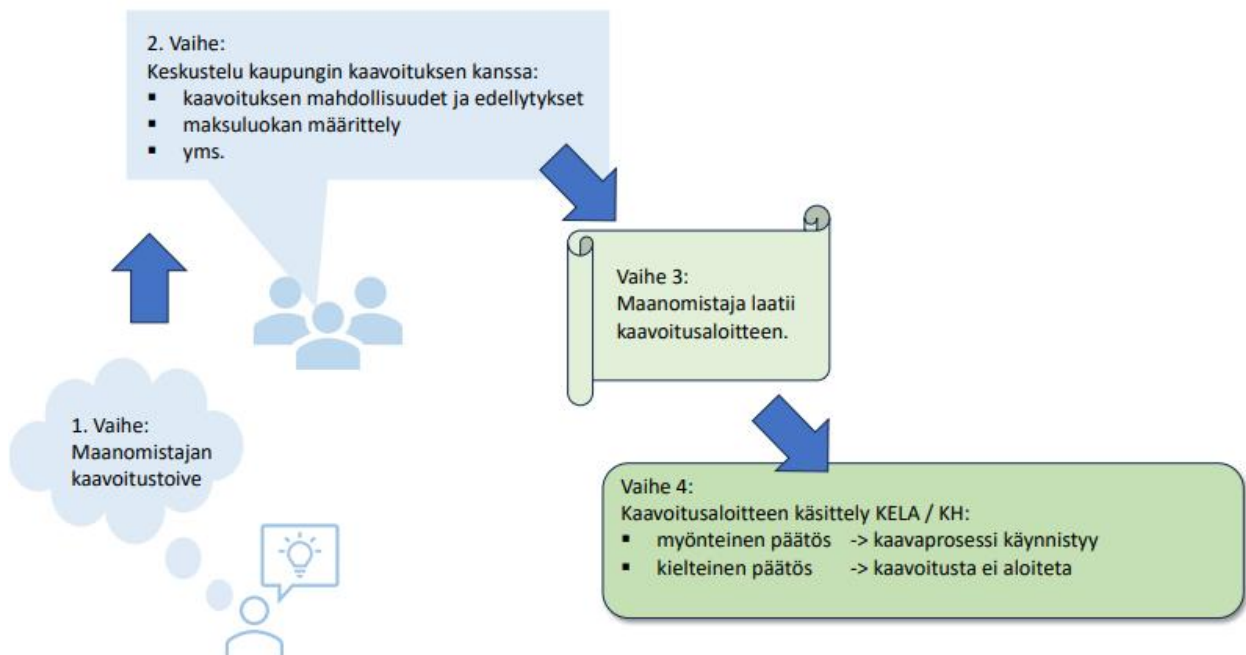 2. Vaihe:
Keskustelu kaupungin kaavoituksen kanssa:
▪ kaavoituksen mahdollisuudet ja edellytykset
▪ maksuluokan määrittely
▪ yms.
Vaihe 3:
Maanomistaja laatii
kaavoitusaloitteen.
1. Vaihe:
Maanomistajan
kaavoitustoive
Vaihe 4:
Kaavoitusaloitteen käsittely KELA / KH:
▪ myönteinen päätös -> kaavaprosessi käynnistyy
▪ kielteinen päätös -> kaavoitusta ei aloiteta